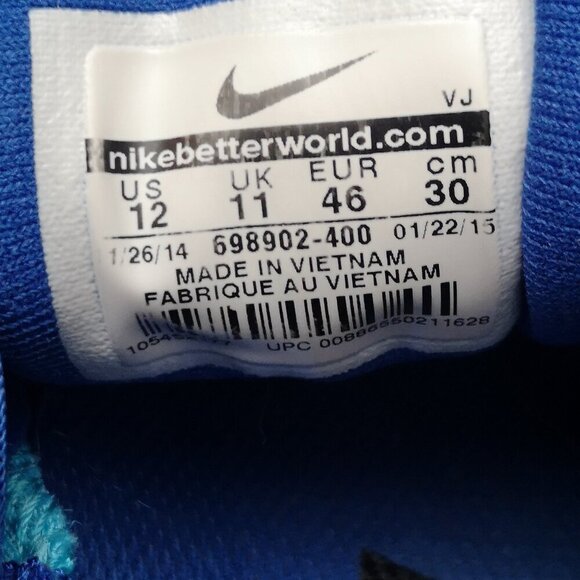 VJ
nikebetterworld.com
US UK EUR cm
12 11 46 30
1/26/14 698902-400 01/22/15
MADE IN VIETNAM
FABRIQUE AU VIETNAM
UPC 00886550211628